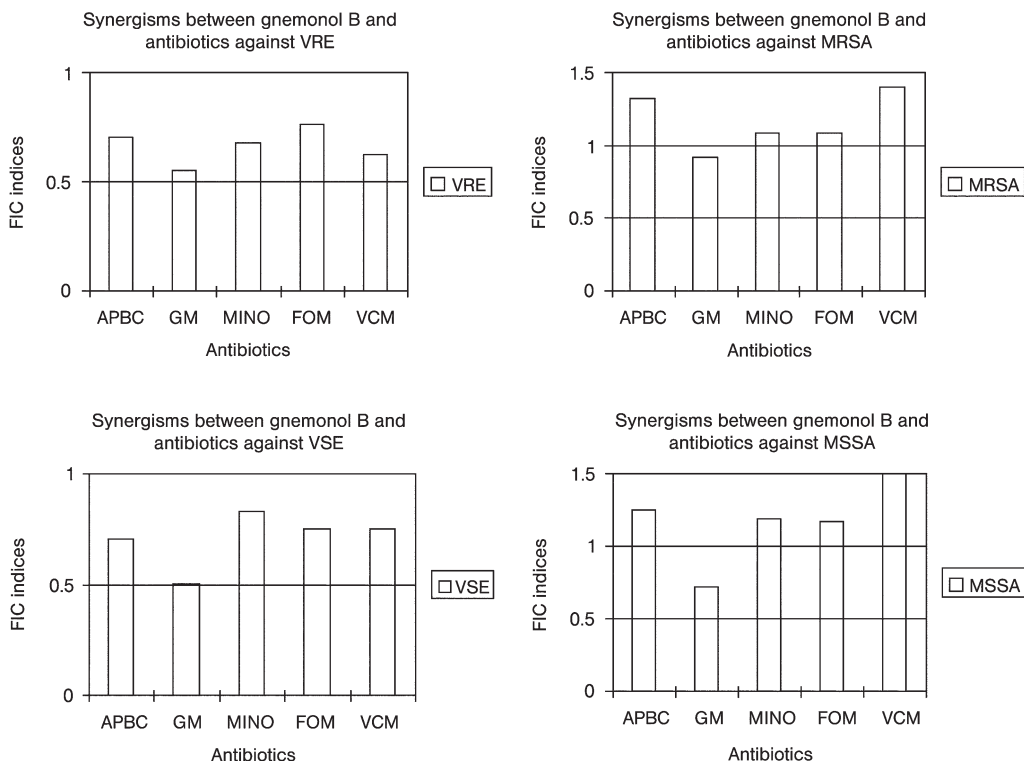 Synergisms between gnemonol B and
antibiotics against VRE
1
0.5
0
FIC indices
APBC GM MINO FOM VCM
Antibiotics
VRE
Synergisms between gnemonol B and
antibiotics against MRSA
1.5
1
0.5
0
FIC indices
APBC GM MINO FOM VCM
Antibiotics
MRSA
Synergisms between gnemonol B and
antibiotics against VSE
1
0.5
0
FIC indices
APBC GM MINO FOM VCM
Antibiotics
VSE
Synergisms between gnemonol B and
antibiotics against MSSA
1.5
1
0.5
0
FIC indices
APBC GM MINO FOM VCM
Antibiotics
MSSA